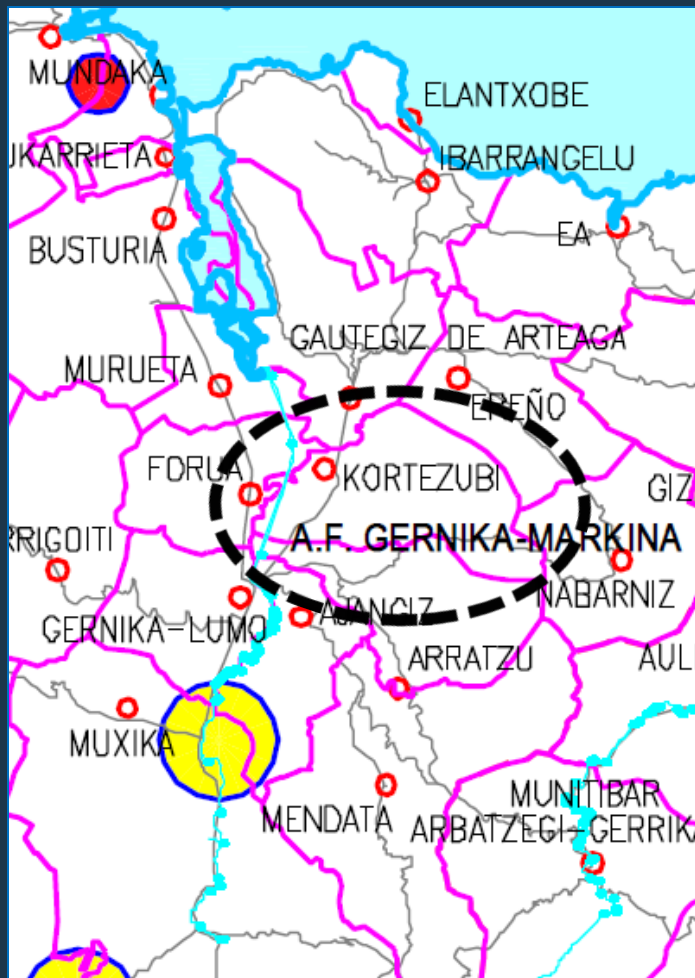 MUNDAKA
ELANTXOBE
UKARRIETA
IBARRANGELU
BUSTURIA
EA
GAUTEGIZ DE ARTEAGA
MURUETA
EREÑO
FORUA
KORTEZUBI
GIZ
RRIGOITI
A.F. GERNIKA-MARKINA
NABARNIZ
GERNIKA-LUMO
AJANGIZ
ARRATZU
AUL
MUXIKA
MUNITIBAR
MENDATA
ARBATZEGI-GERRIKA